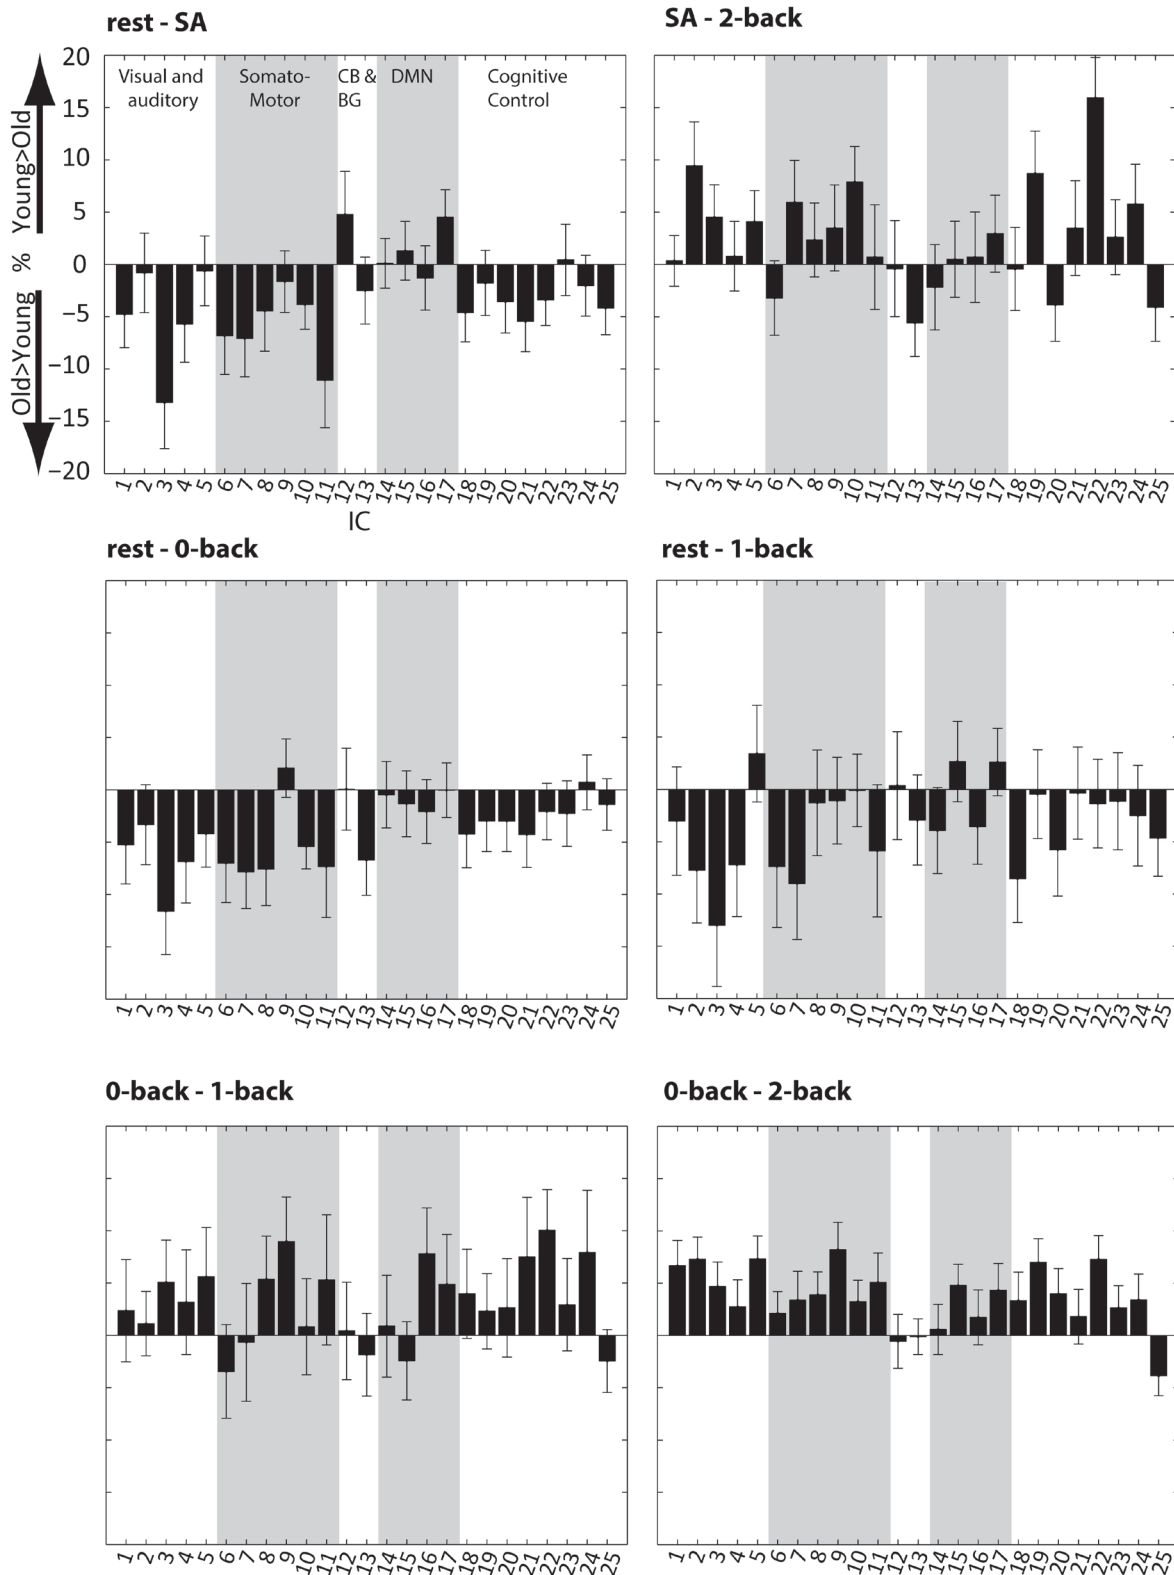 rest - SA
SA - 2-back
Young>Old
%
Old>Young
20
15
10
5
0
−5
−10
−15
−20
Visual and
auditory
Somato-
Motor
CB &
BG
DMN
Cognitive
Control
1 2 3 4 5 6 7 8 9 10 11 12 13 14 15 16 17 18 19 20 21 22 23 24 25
IC
1 2 3 4 5 6 7 8 9 10 11 12 13 14 15 16 17 18 19 20 21 22 23 24 25
rest - 0-back
rest - 1-back
1 2 3 4 5 6 7 8 9 10 11 12 13 14 15 16 17 18 19 20 21 22 23 24 25
1 2 3 4 5 6 7 8 9 10 11 12 13 14 15 16 17 18 19 20 21 22 23 24 25
0-back - 1-back
0-back - 2-back
1 2 3 4 5 6 7 8 9 10 11 12 13 14 15 16 17 18 19 20 21 22 23 24 25
1 2 3 4 5 6 7 8 9 10 11 12 13 14 15 16 17 18 19 20 21 22 23 24 25